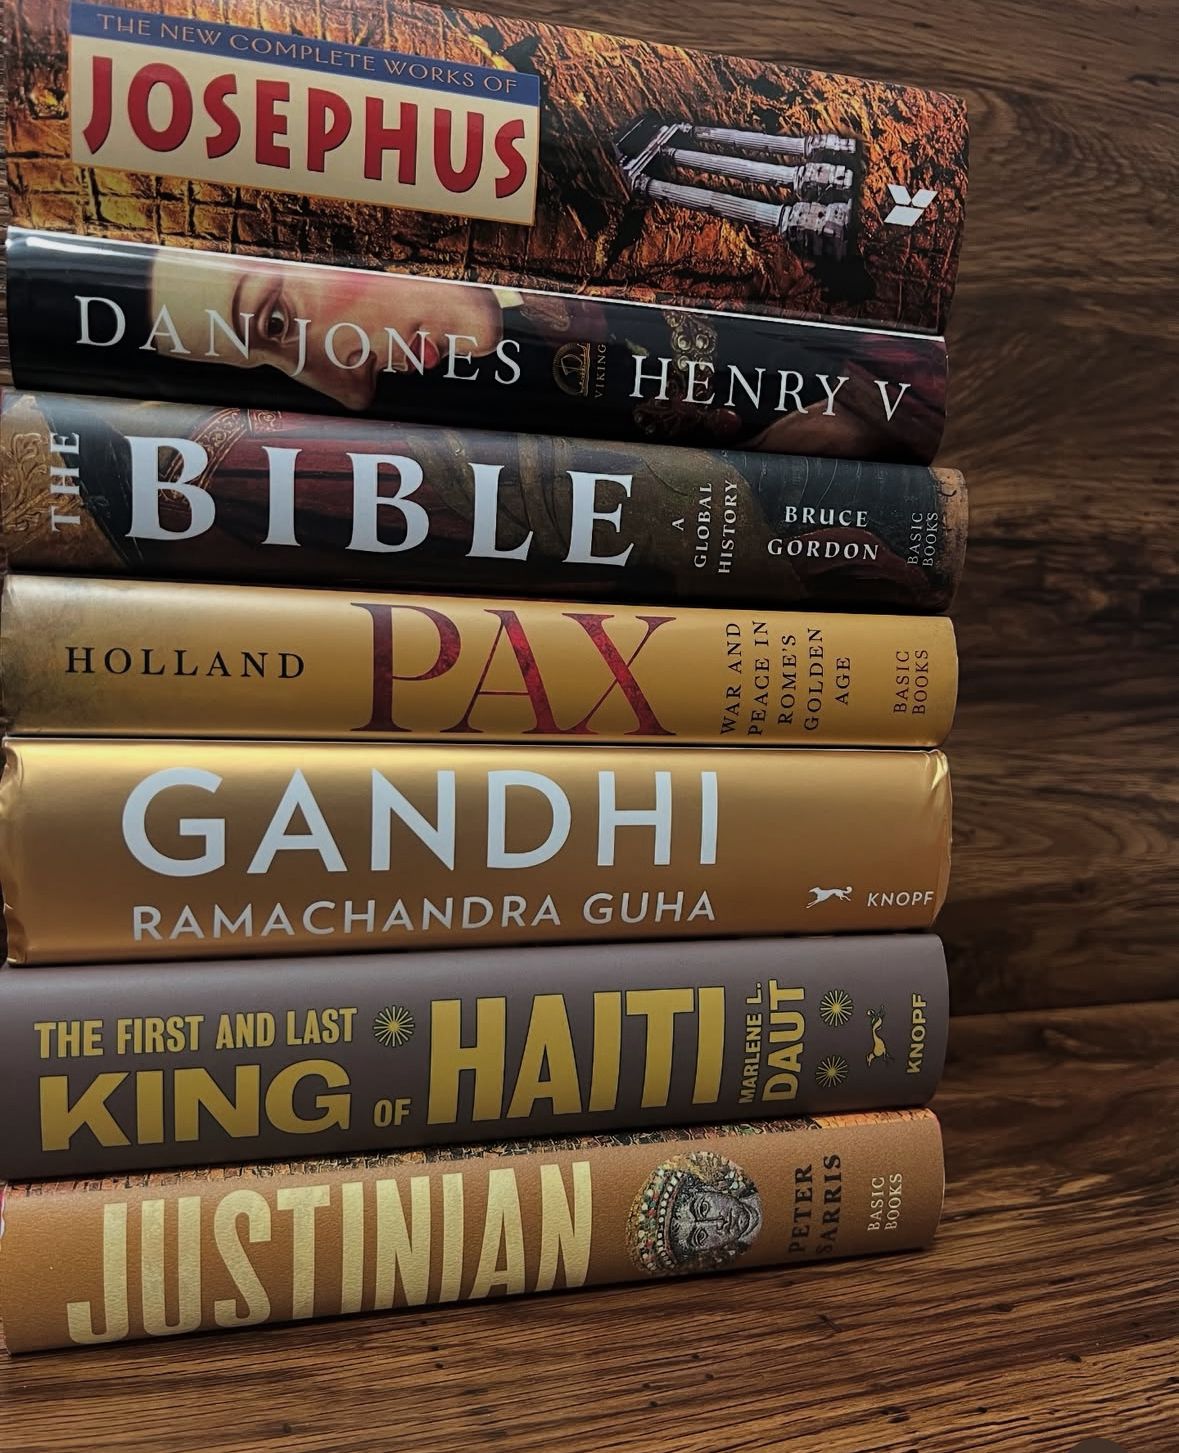 THE NEW COMPLETE WORKS OF
JOSEPHUS
DAN JONES
VIKING
HENRY V
THE
BIBLE
A
GLOBAL
HISTORY
BRUCE
GORDON
BASIC
BOOKS
HOLLAND
PAX
WAR AND
PEACE IN
ROME'S
GOLDEN
AGE
BASIC
BOOKS
GANDHI
RAMACHANDRA GUHA
KNOPF
THE FIRST AND LAST
KING OF
HAITI
MARLENE L.
DAUT
KNOPF
JUSTINIAN
PETER
SARRIS
BASIC
BOOKS